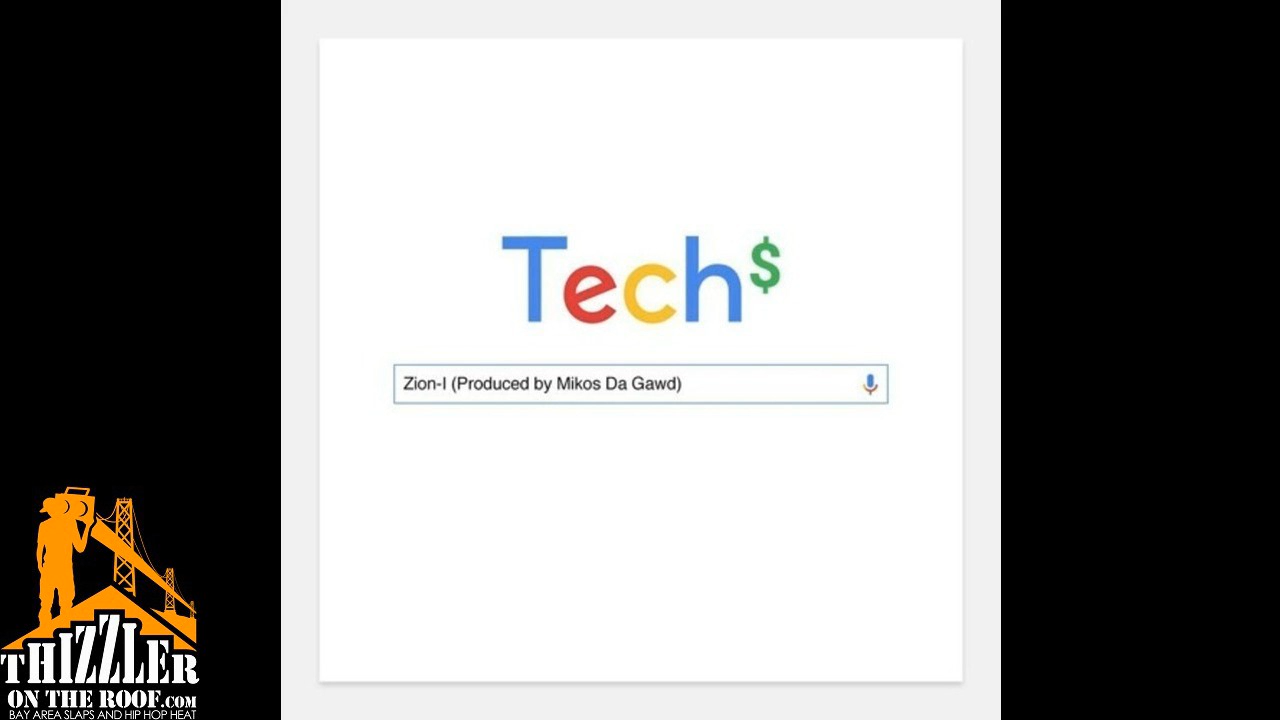 Tech$
Zion-I (Produced by Mikos Da Gawd)
THIZZLER
ON THE ROOF.COM
BAY AREA SLAPS AND HIP HOP HEAT